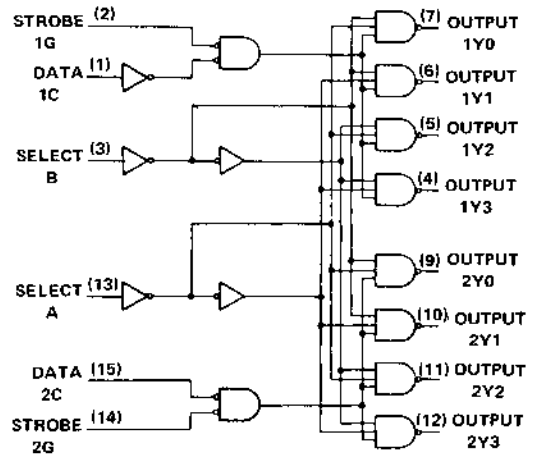 STROBE (2)
1G
DATA (1)
1C
SELECT (3)
B
SELECT (13)
A
DATA (15)
2C
STROBE (14)
2G
(7) OUTPUT
1Y0
(6) OUTPUT
1Y1
(5) OUTPUT
1Y2
(4) OUTPUT
1Y3
(9) OUTPUT
2Y0
(10) OUTPUT
2Y1
(11) OUTPUT
2Y2
(12) OUTPUT
2Y3